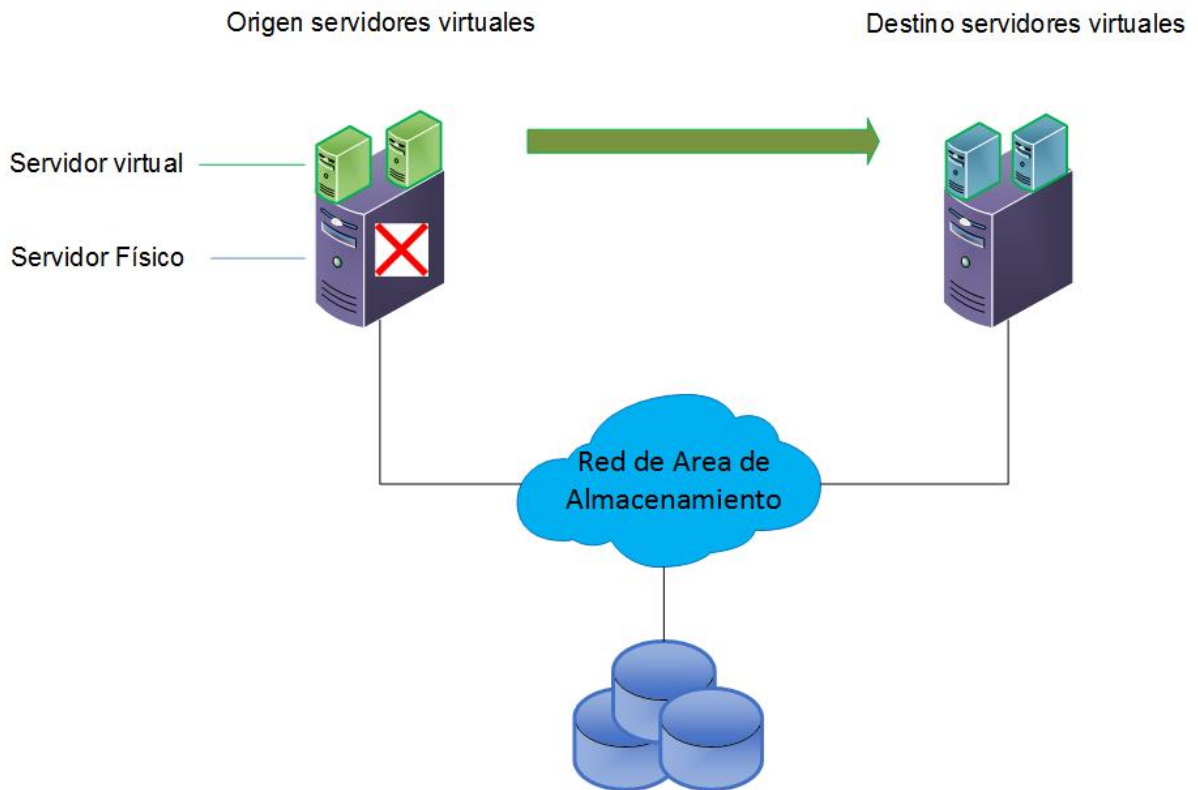 Origen servidores virtuales
Destino servidores virtuales
Servidor virtual
Servidor Físico
Red de Area de
Almacenamiento